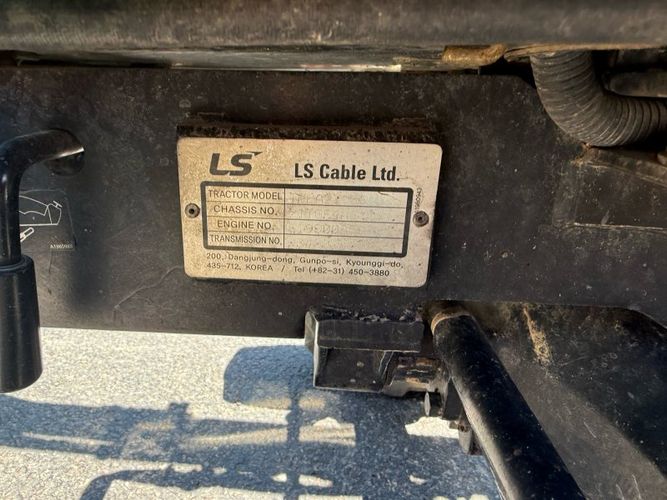 LS
LS Cable Ltd.
TRACTOR MODEL
CHASSIS NO.
ENGINE NO.
TRANSMISSION NO.
200, Dangjung-dong, Gunpo-si, Kyounggi-do,
435-712, KOREA / Tel (+82-31) 450-3880